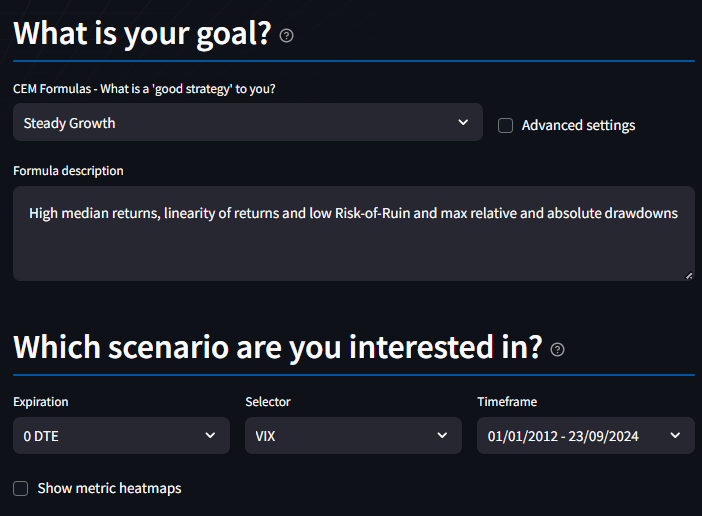 What is your goal?
CEM Formulas - What is a 'good strategy' to you?
Steady Growth
Advanced settings
Formula description
High median returns, linearity of returns and low Risk-of-Ruin and max relative and absolute drawdowns
Which scenario are you interested in?
Expiration Selector Timeframe
0 DTE VIX 01/01/2012 - 23/09/2024
Show metric heatmaps